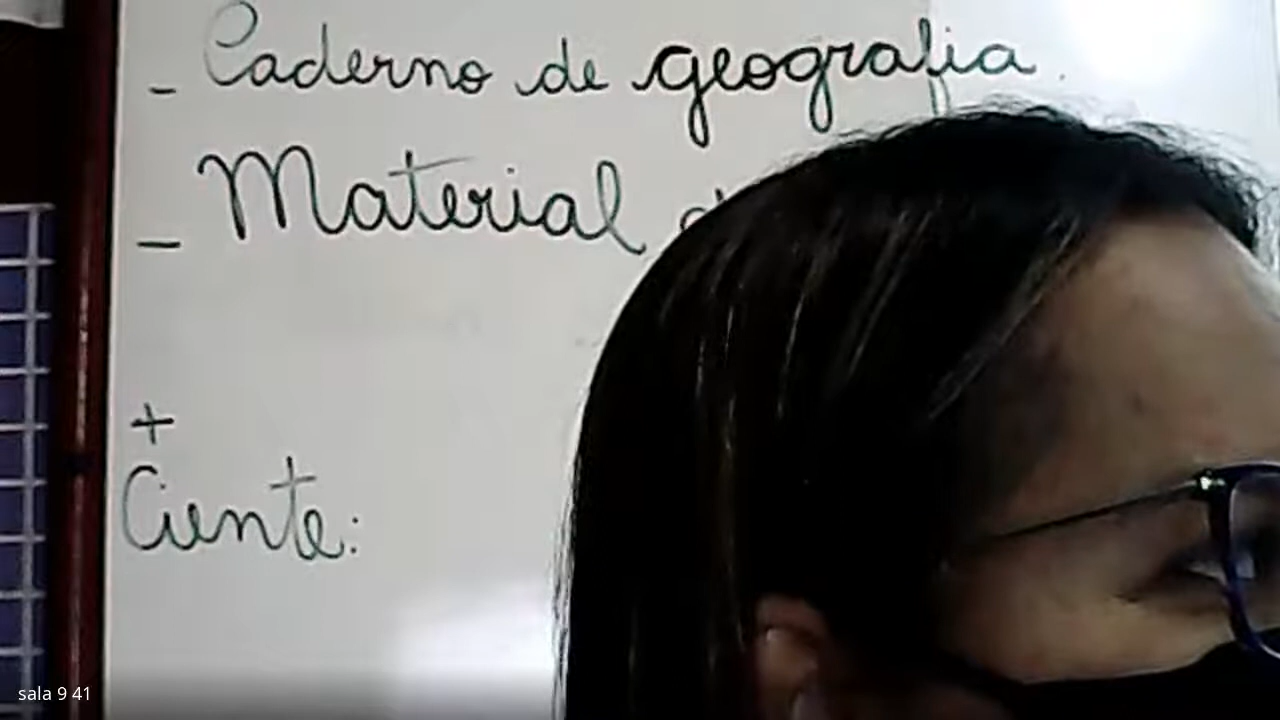 - Caderno de geografia.
- Material
+
Ciente:
sala 9 41